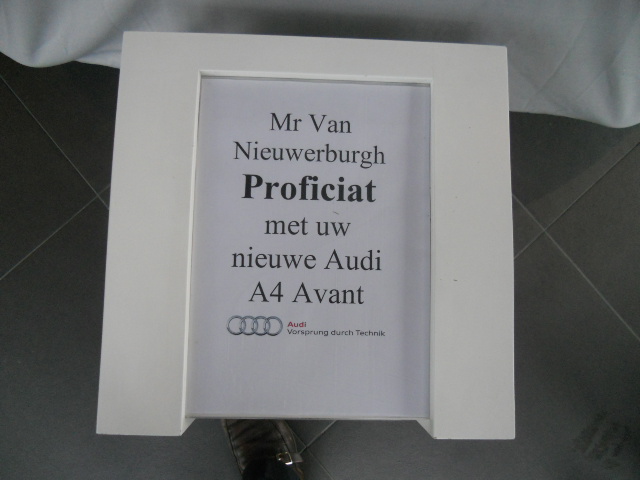 Mr Van
Nieuwerburgh
Proficiat
met uw
nieuwe Audi
A4 Avant
Audi
Vorsprung durch Technik